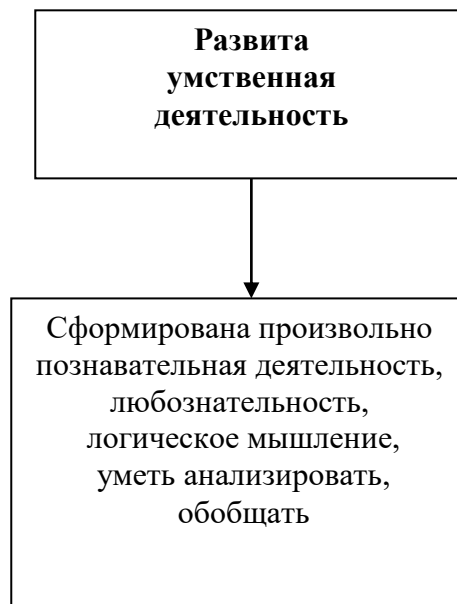 Развита
умственная
деятельность
Сформирована произвольно
познавательная деятельность,
любознательность,
логическое мышление,
уметь анализировать,
обобщать